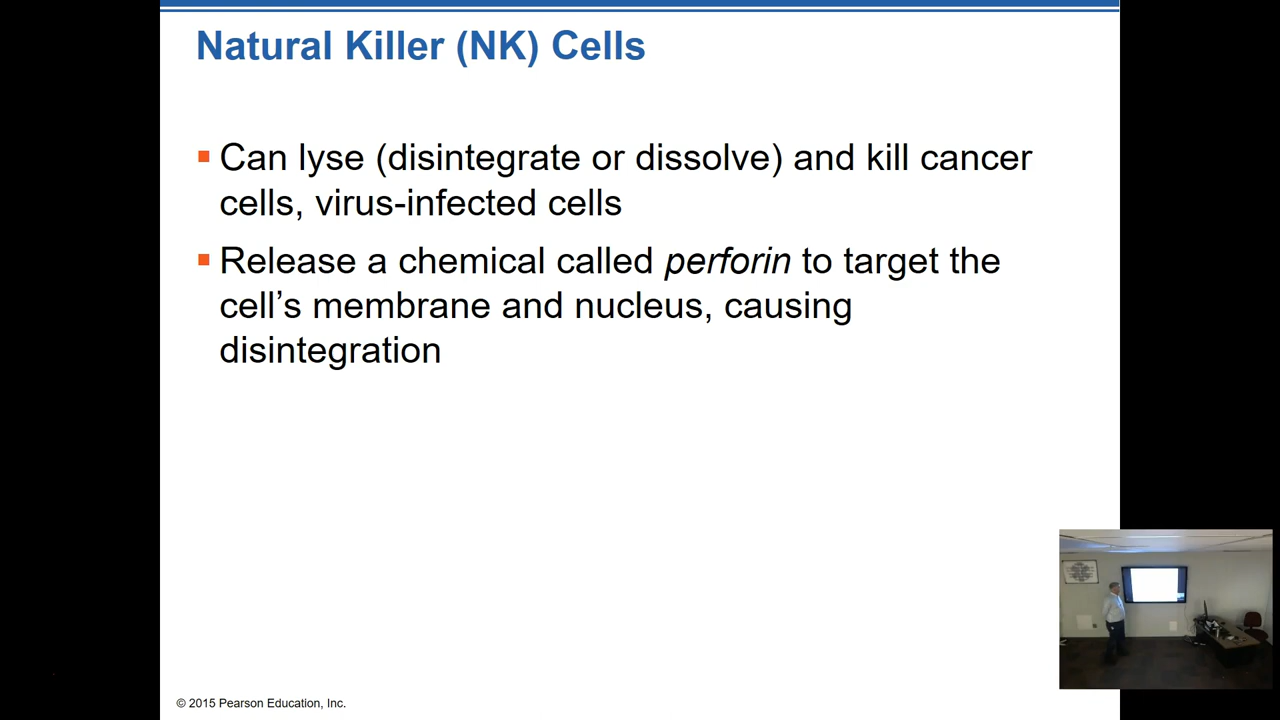 Natural Killer (NK) Cells
Can lyse (disintegrate or dissolve) and kill cancer
cells, virus-infected cells
Release a chemical called perforin to target the
cell’s membrane and nucleus, causing
disintegration
© 2015 Pearson Education, Inc.